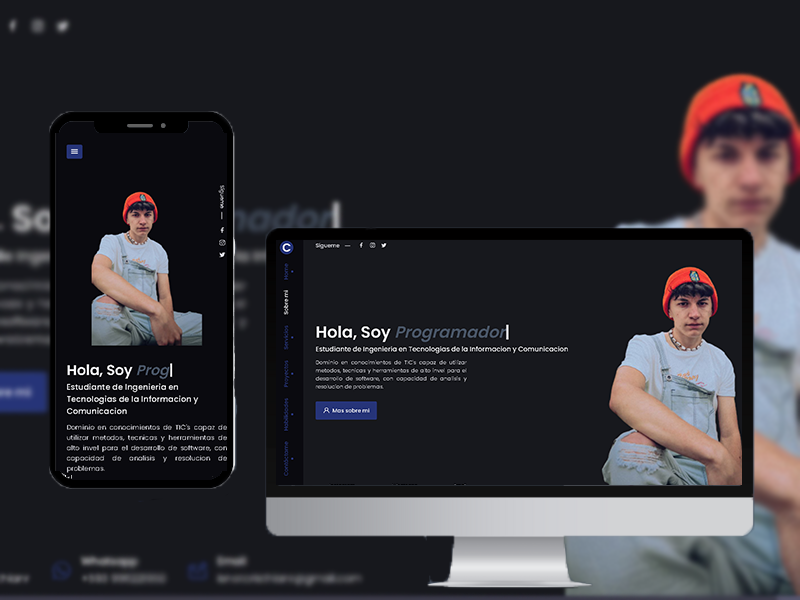 Sígueme
Hola, Soy Prog|
Estudiante de Ingenieria en
Tecnologias de la Informacion y
Comunicacion
Dominio en conocimientos de TIC's capaz de
utilizar metodos, tecnicas y herramientas de
alto invel para el desarrollo de software, con
capacidad de analisis y resolucion de
problemas.
C
Sígueme
Home
Sobre mi
Servicios
Proyectos
Habilidades
Contáctame
Hola, Soy Programador|
Estudiante de Ingenieria en Tecnologias de la Informacion y Comunicacion
Dominio en conocimientos de TIC's capaz de utilizar
metodos, tecnicas y herramientas de alto invel para el
desarrollo de software, con capacidad de analisis y
resolucion de problemas.
Mas sobre mi
Whatsapp
Email